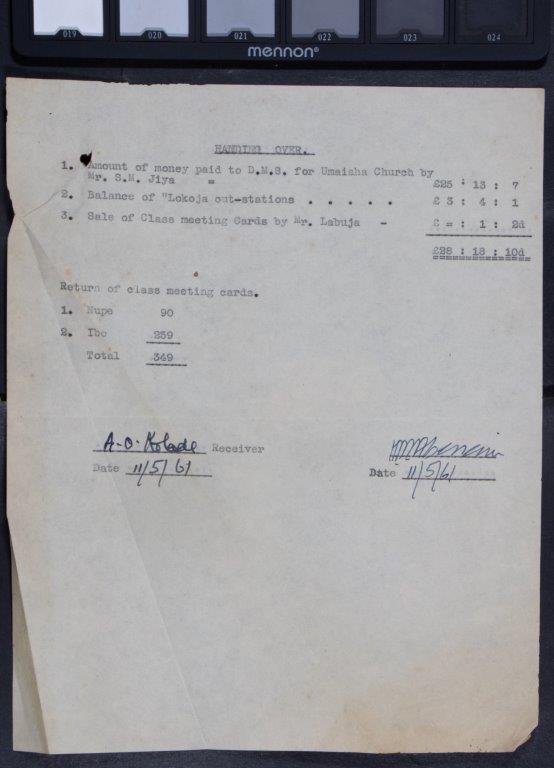 019 020 021 022 023 024
mennon®
HANDING OVER.
1. Amount of money paid to D.M.S. for Umaisha Church by
Mr. S.M. Jiya = £25 : 13 : 7
2. Balance of "Lokoja out-stations . . . . . . £ 3 : 4 : 1
3. Sale of Class meeting Cards by Mr. Labuja - £ = : 1 : 2d
£28 : 18 : 10d
Return of class meeting cards.
1. Nupe 90
2. Ibo 259
Total 349
A.O. Kolade Receiver
Date 11/5/61 Date 11/5/61